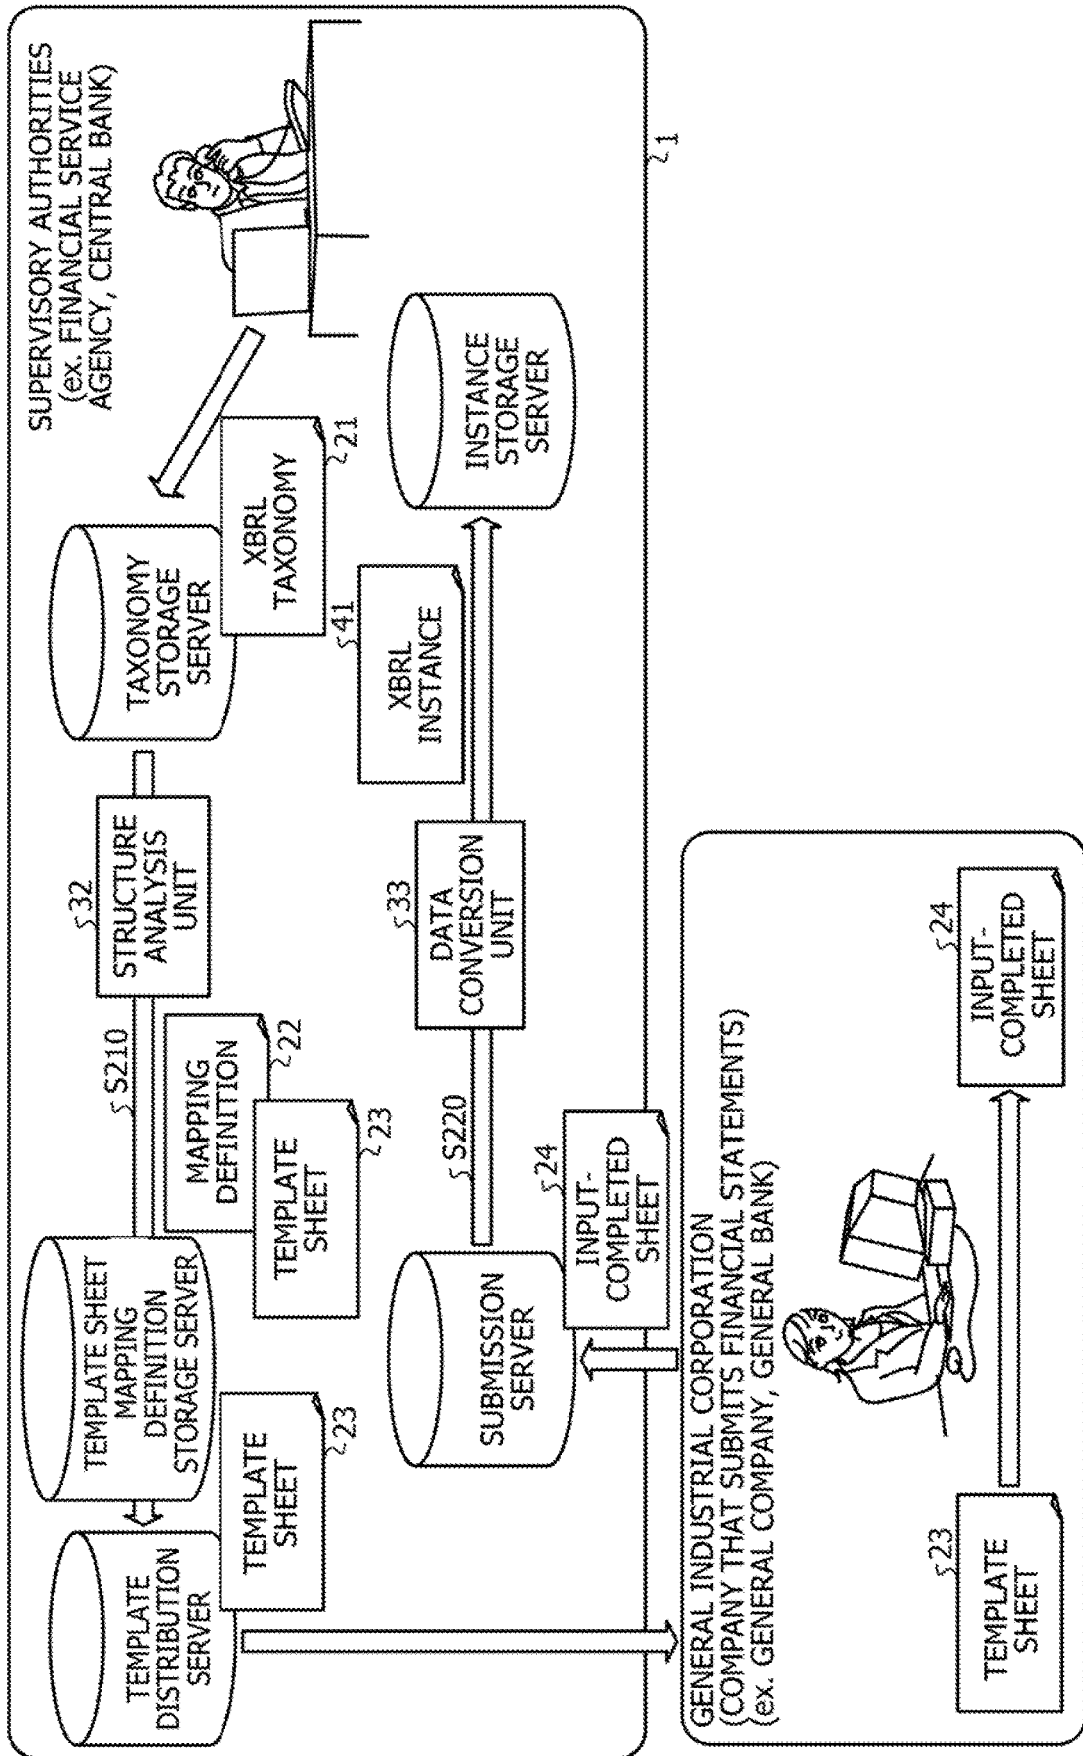 SUPERVISORY AUTHORITIES
(ex. FINANCIAL SERVICE
AGENCY, CENTRAL BANK)
TEMPLATE
DISTRIBUTION
SERVER
TEMPLATE
SHEET
23
TEMPLATE SHEET
MAPPING
DEFINITION
STORAGE SERVER
S210
MAPPING
DEFINITION
22
TEMPLATE
SHEET
23
32
STRUCTURE
ANALYSIS
UNIT
TAXONOMY
STORAGE
SERVER
XBRL
TAXONOMY
21
SUBMISSION
SERVER
24
INPUT-
COMPLETED
SHEET
S220
33
DATA
CONVERSION
UNIT
41
XBRL
INSTANCE
INSTANCE
STORAGE
SERVER
1
GENERAL INDUSTRIAL CORPORATION
(COMPANY THAT SUBMITS FINANCIAL STATEMENTS)
(ex. GENERAL COMPANY, GENERAL BANK)
23
TEMPLATE
SHEET
24
INPUT-
COMPLETED
SHEET